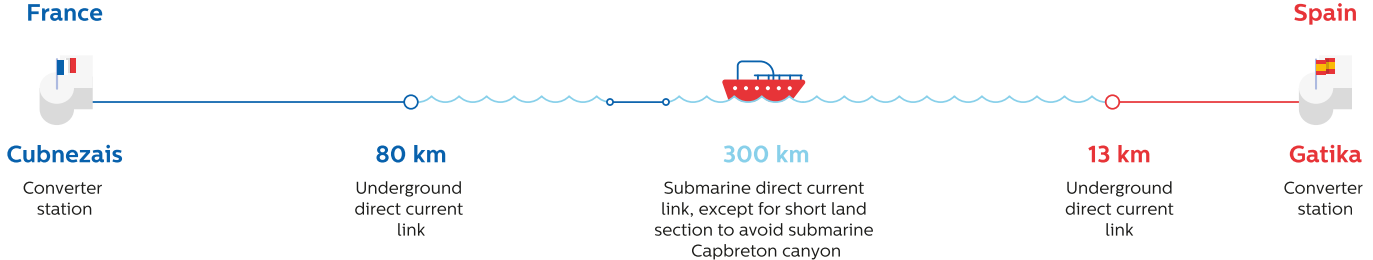 France
Spain
Cubnezais
Converter
station
80 km
Underground
direct current
link
300 km
Submarine direct current
link, except for short land
section to avoid submarine
Capbreton canyon
13 km
Underground
direct current
link
Gatika
Converter
station